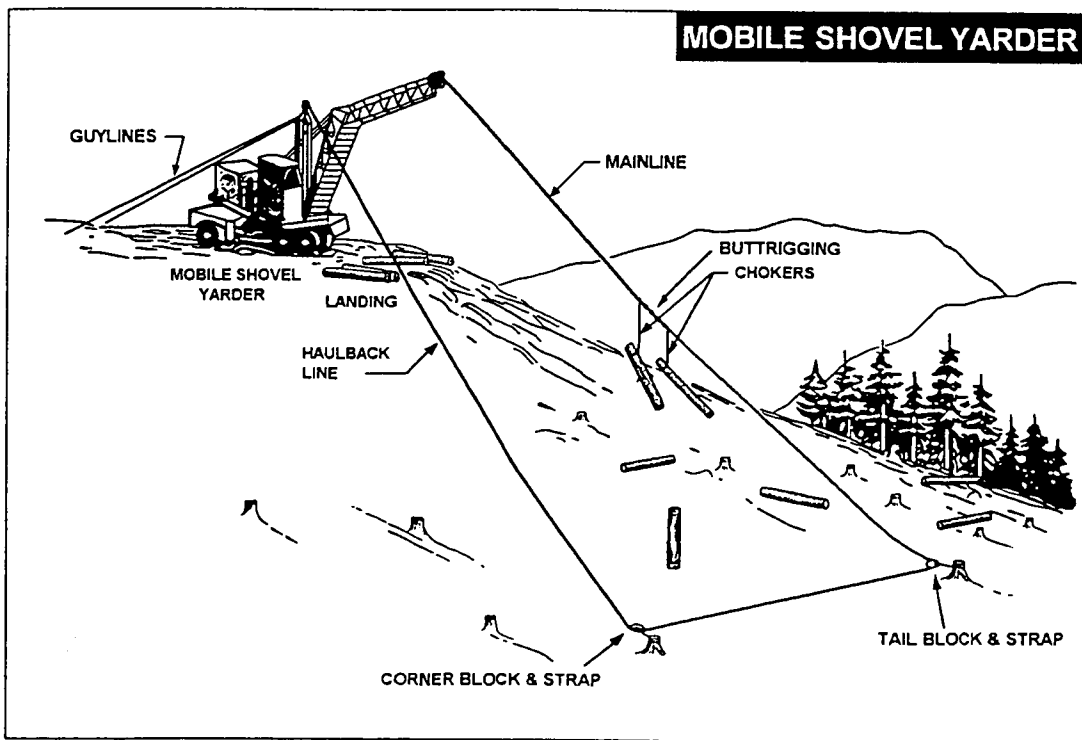 MOBILE SHOVEL YARDER
GUYLINES
MAINLINE
BUTTRIGGING
CHOKERS
MOBILE SHOVEL
YARDER
LANDING
HAULBACK
LINE
TAIL BLOCK & STRAP
CORNER BLOCK & STRAP